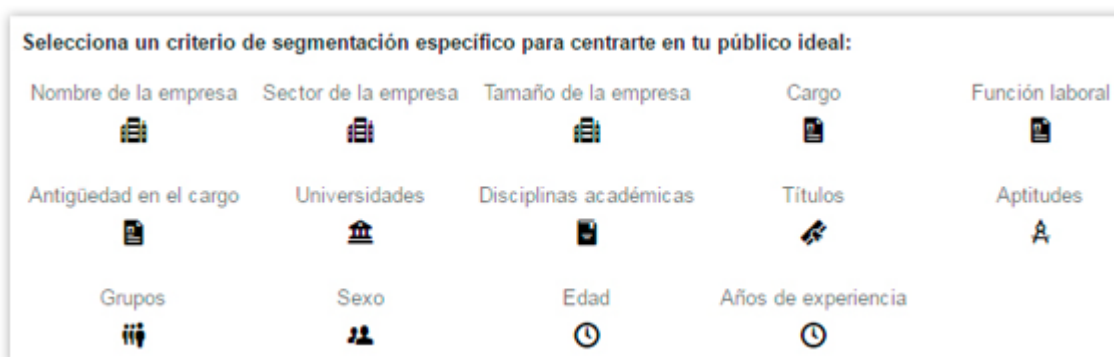 Selecciona un criterio de segmentación específico para centrarte en tu público ideal:
Nombre de la empresa Sector de la empresa Tamaño de la empresa Cargo Función laboral
Antigüedad en el cargo Universidades Disciplinas académicas Títulos Aptitudes
Grupos Sexo Edad Años de experiencia